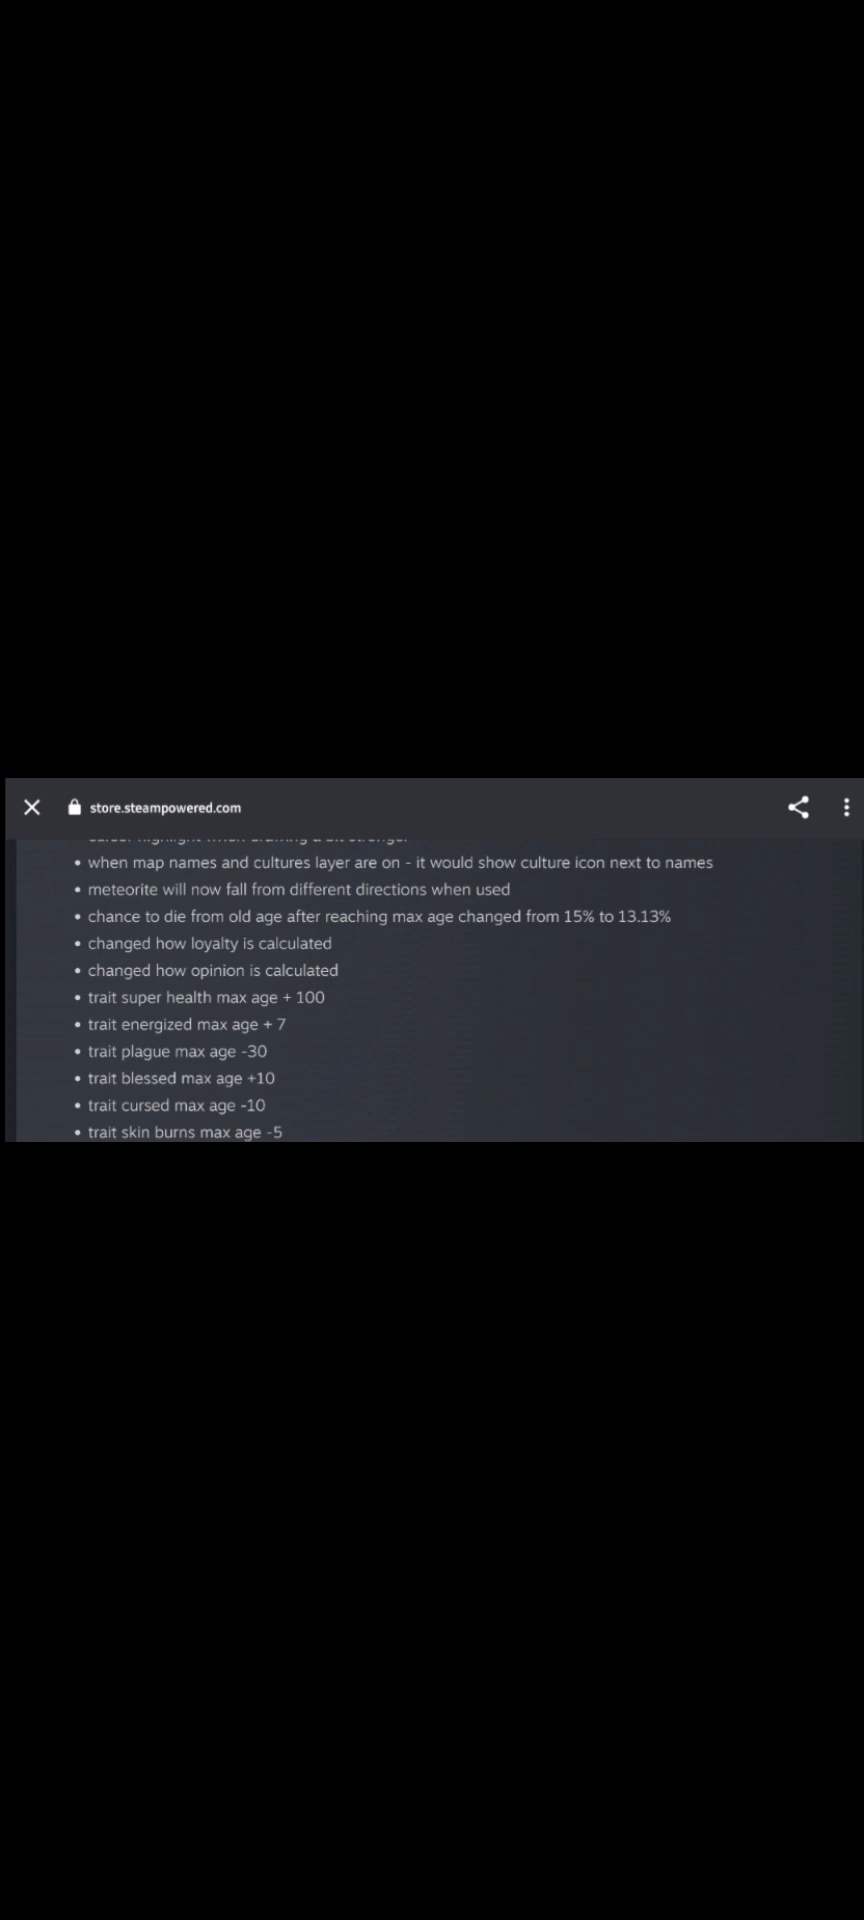 store.steampowered.com
• when map names and cultures layer are on - it would show culture icon next to names
• meteorite will now fall from different directions when used
• chance to die from old age after reaching max age changed from 15% to 13.13%
• changed how loyalty is calculated
• changed how opinion is calculated
• trait super health max age + 100
• trait energized max age + 7
• trait plague max age -30
• trait blessed max age +10
• trait cursed max age -10
• trait skin burns max age -5